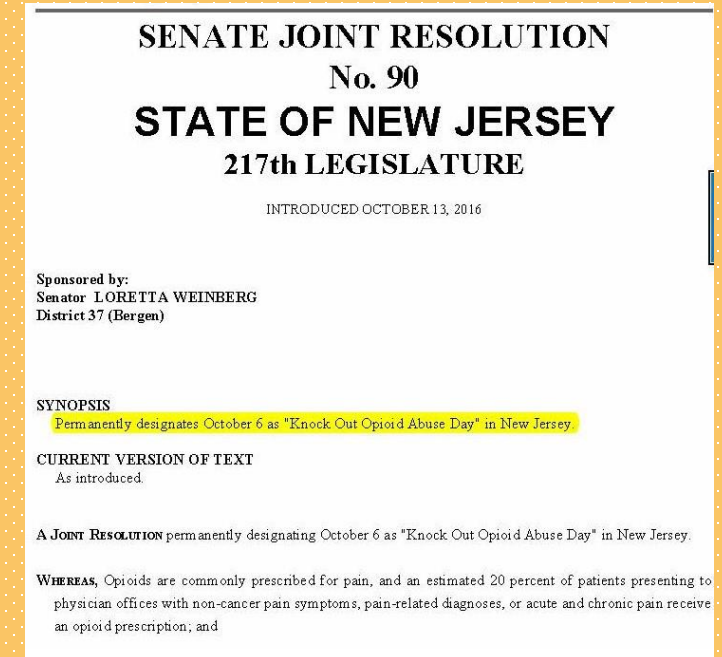 SENATE JOINT RESOLUTION
No. 90
STATE OF NEW JERSEY
217th LEGISLATURE
INTRODUCED OCTOBER 13, 2016
Sponsored by:
Senator LORETTA WEINBERG
District 37 (Bergen)
SYNOPSIS
Permanently designates October 6 as "Knock Out Opioid Abuse Day" in New Jersey.
CURRENT VERSION OF TEXT
As introduced.
A JOINT RESOLUTION permanently designating October 6 as "Knock Out Opioid Abuse Day" in New Jersey.
WHEREAS, Opioids are commonly prescribed for pain, and an estimated 20 percent of patients presenting to
physician offices with non-cancer pain symptoms, pain-related diagnoses, or acute and chronic pain receive
an opioid prescription; and